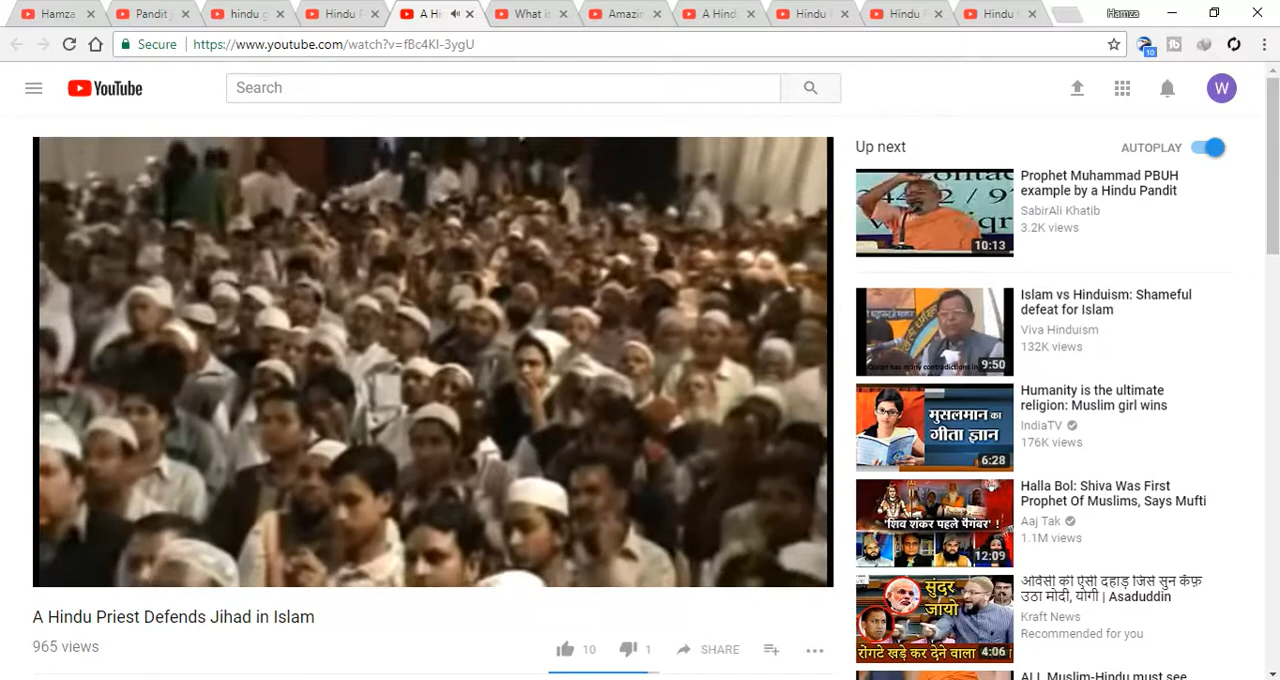 Hamza
Pandit
hindu g
Hindu P
A Hi
What is
Amazin
A Hind
Hindu
Hindu
Hindu
Hamza
Secure
https://www.youtube.com/watch?v=fBc4KI-3ygU
10
YouTube
Search
W
Up next
AUTOPLAY
10:13
Prophet Muhammad PBUH
example by a Hindu Pandit
SabirAli Khatib
3.2K views
9:50
Islam vs Hinduism: Shameful
defeat for Islam
Viva Hinduism
132K views
मुसलमान का
गीता ज्ञान
6:28
Humanity is the ultimate
religion: Muslim girl wins
IndiaTV
176K views
'शिव शंकर पहले पैगंबर' !
12:09
Halla Bol: Shiva Was First
Prophet Of Muslims, Says Mufti
Aaj Tak
1.1M views
सुंदर
जायो
रोंगटे खड़े कर देने वाला
4:06
ओवैसी की ऐसी दहाड़ जिसे सुन कँफ़
उठा मोदी, योगी | Asaduddin
Kraft News
Recommended for you
ALL Muslim-Hindu must see
A Hindu Priest Defends Jihad in Islam
965 views
10
1
SHARE